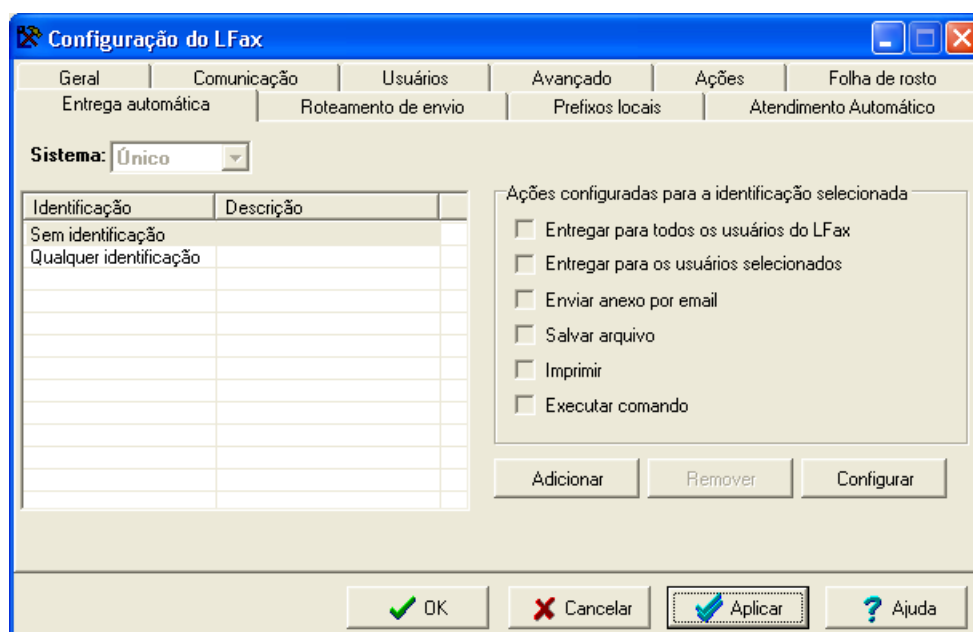 Configuração do LFax
Geral Comunicação Usuários Avançado Ações Folha de rosto
Entrega automática Roteamento de envio Prefixos locais Atendimento Automático
Sistema: Único
Ações configuradas para a identificação selecionada
Identificação Descrição
Sem identificação
Qualquer identificação
Entregar para todos os usuários do LFax
Entregar para os usuários selecionados
Enviar anexo por email
Salvar arquivo
Imprimir
Executar comando
Adicionar Remover Configurar
OK Cancelar Aplicar Ajuda